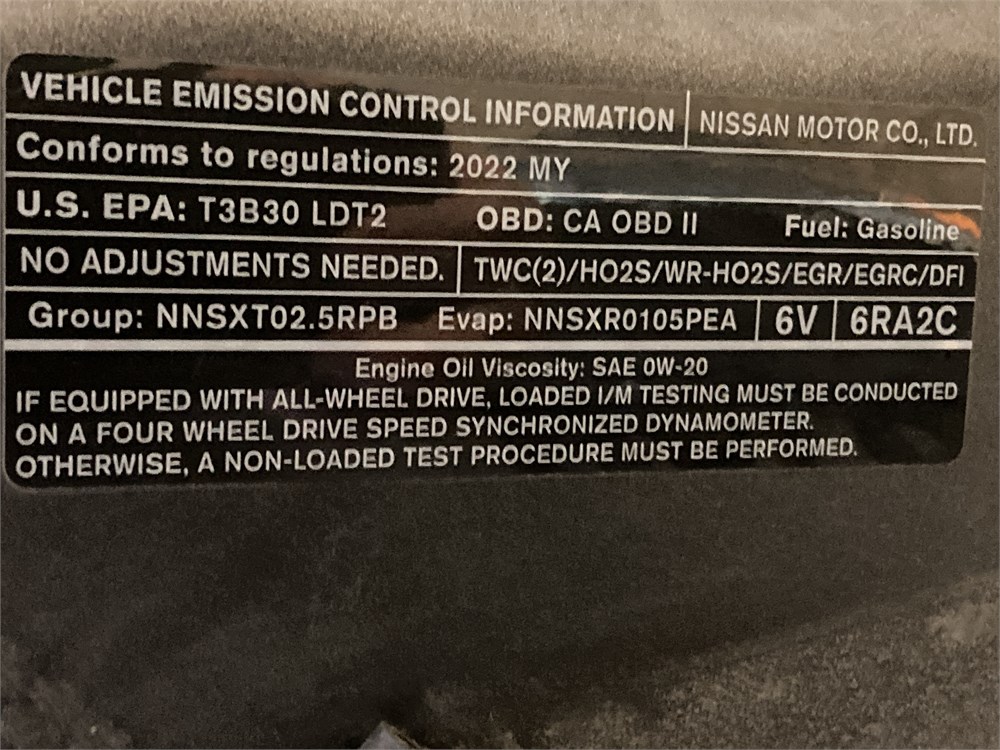 VEHICLE EMISSION CONTROL INFORMATION NISSAN MOTOR CO., LTD.
Conforms to regulations: 2022 MY
U.S. EPA: T3B30 LDT2 OBD: CA OBD II Fuel: Gasoline
NO ADJUSTMENTS NEEDED. TWC(2)/HO2S/WR-HO2S/EGR/EGRC/DFI
Group: NNSXT02.5RPB Evap: NNSXR0105PEA 6V 6RA2C
Engine Oil Viscosity: SAE 0W-20
IF EQUIPPED WITH ALL-WHEEL DRIVE, LOADED I/M TESTING MUST BE CONDUCTED
ON A FOUR WHEEL DRIVE SPEED SYNCHRONIZED DYNAMOMETER.
OTHERWISE, A NON-LOADED TEST PROCEDURE MUST BE PERFORMED.